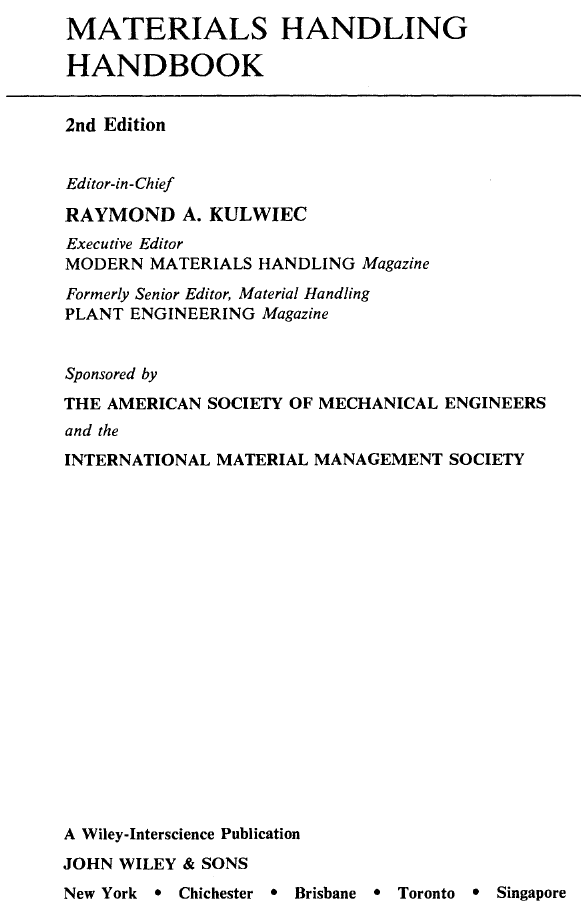 MATERIALS HANDLING
HANDBOOK
2nd Edition
Editor-in-Chief
RAYMOND A. KULWIEC
Executive Editor
MODERN MATERIALS HANDLING Magazine
Formerly Senior Editor, Material Handling
PLANT ENGINEERING Magazine
Sponsored by
THE AMERICAN SOCIETY OF MECHANICAL ENGINEERS
and the
INTERNATIONAL MATERIAL MANAGEMENT SOCIETY
A Wiley-Interscience Publication
JOHN WILEY & SONS
New York • Chichester • Brisbane • Toronto • Singapore